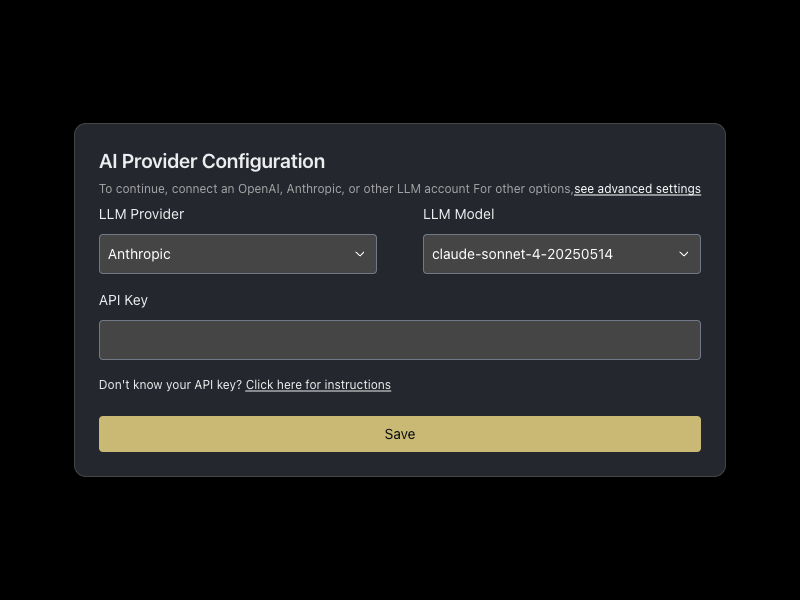 AI Provider Configuration
To continue, connect an OpenAI, Anthropic, or other LLM account For other options,see advanced settings
LLM Provider
LLM Model
Anthropic
claude-sonnet-4-20250514
API Key
Don't know your API key? Click here for instructions
Save